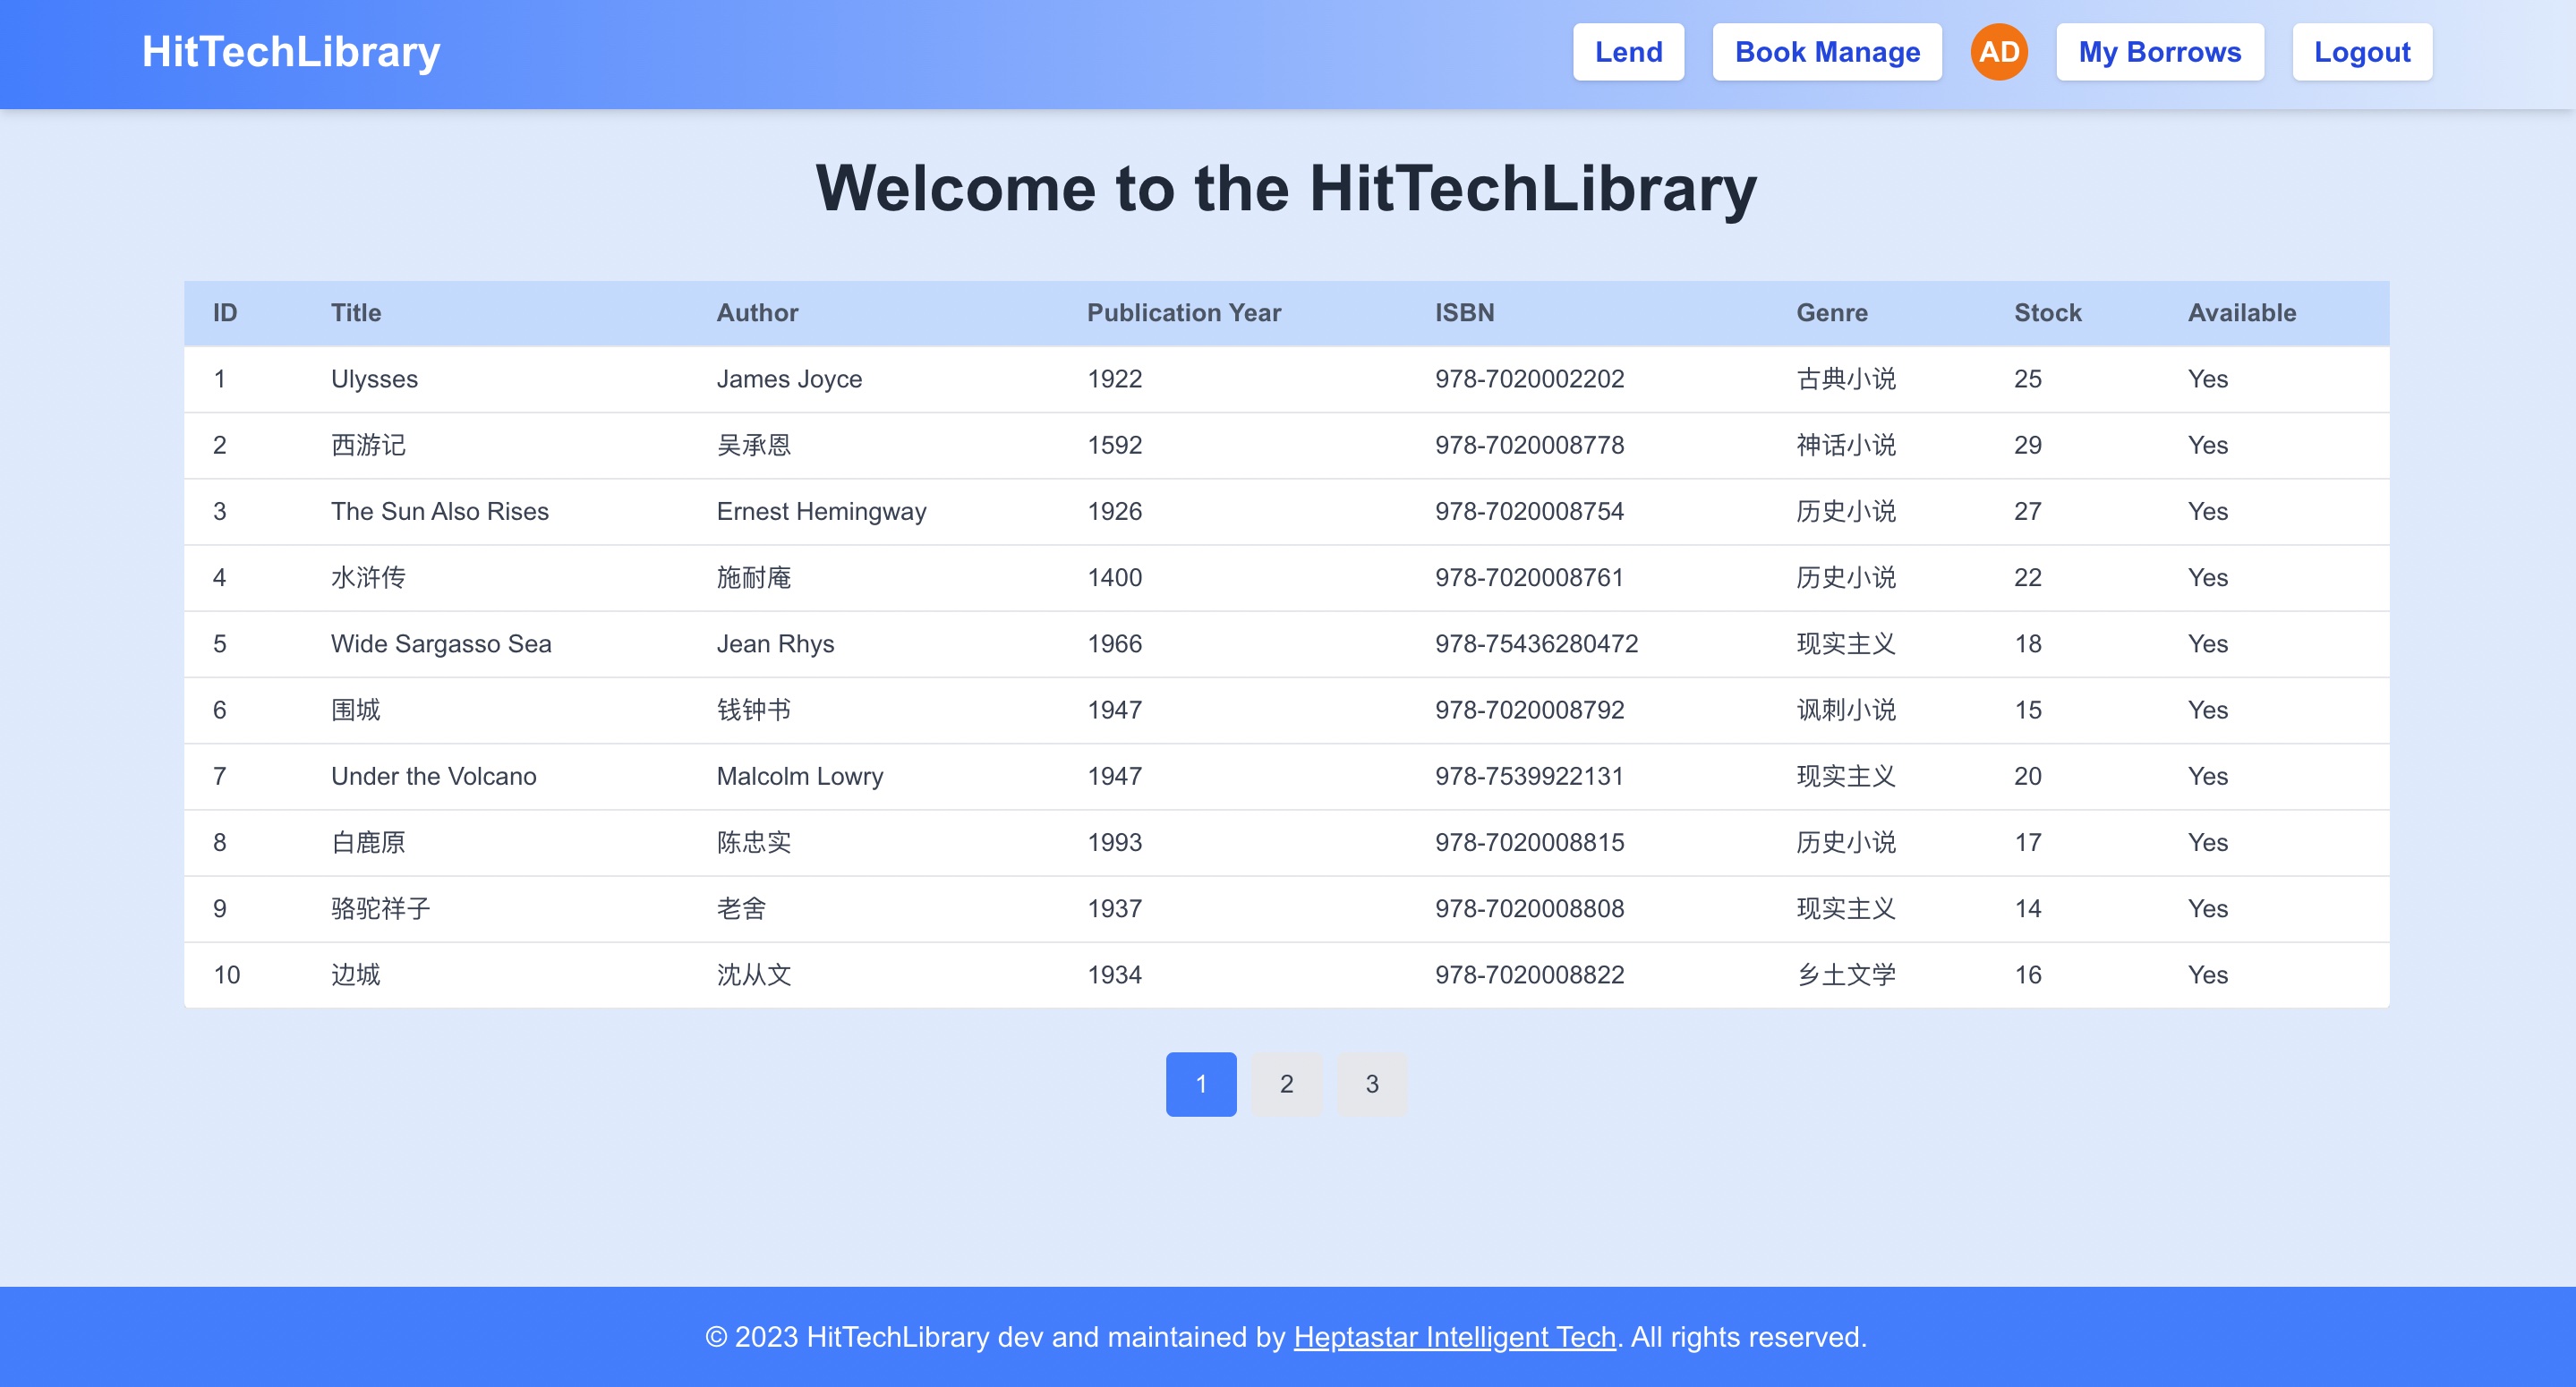 HitTechLibrary Lend Book Manage AD My Borrows Logout
Welcome to the HitTechLibrary
ID Title Author Publication Year ISBN Genre Stock Available
1 Ulysses James Joyce 1922 978-7020002202 古典小说 25 Yes
2 西游记 吴承恩 1592 978-7020008778 神话小说 29 Yes
3 The Sun Also Rises Ernest Hemingway 1926 978-7020008754 历史小说 27 Yes
4 水浒传 施耐庵 1400 978-7020008761 历史小说 22 Yes
5 Wide Sargasso Sea Jean Rhys 1966 978-75436280472 现实主义 18 Yes
6 围城 钱钟书 1947 978-7020008792 讽刺小说 15 Yes
7 Under the Volcano Malcolm Lowry 1947 978-7539922131 现实主义 20 Yes
8 白鹿原 陈忠实 1993 978-7020008815 历史小说 17 Yes
9 骆驼祥子 老舍 1937 978-7020008808 现实主义 14 Yes
10 边城 沈从文 1934 978-7020008822 乡土文学 16 Yes
1 2 3
© 2023 HitTechLibrary dev and maintained by Heptastar Intelligent Tech. All rights reserved.